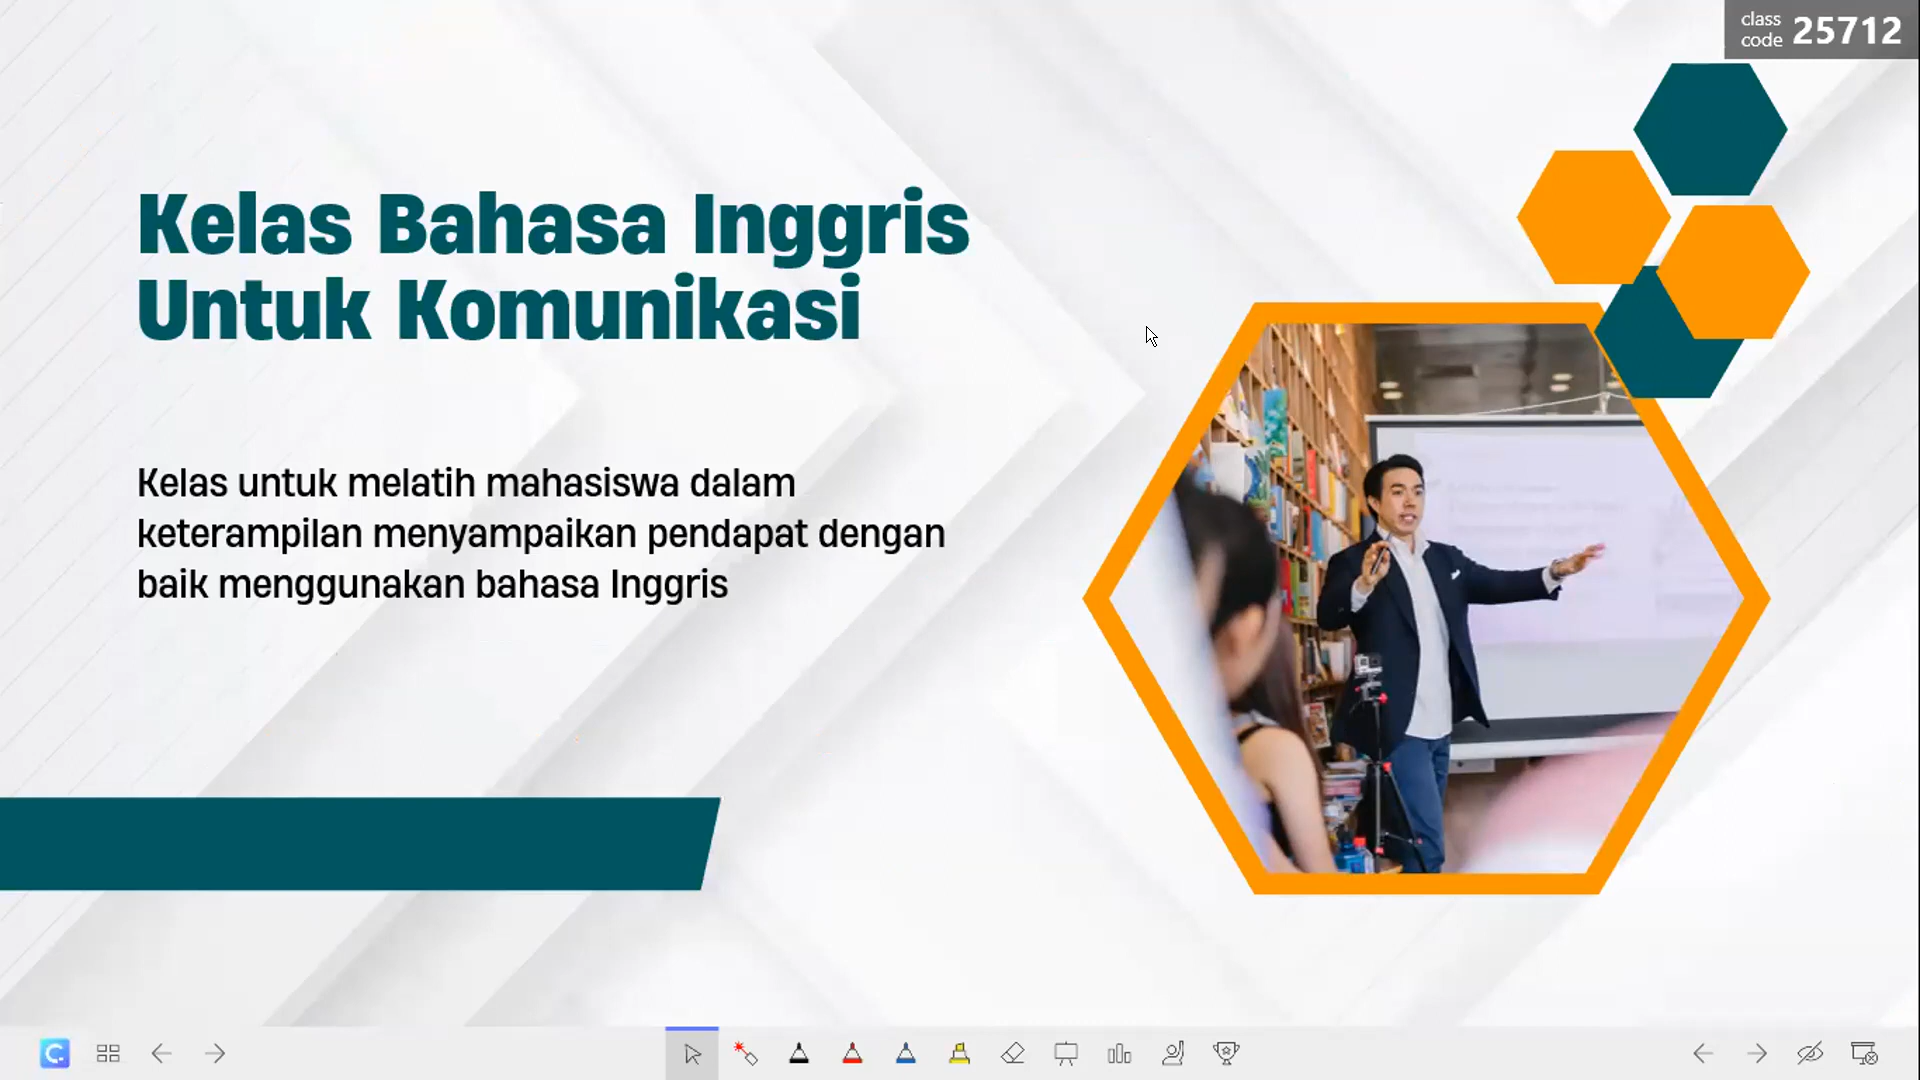 class
code 25712
Kelas Bahasa Inggris
Untuk Komunikasi
Kelas untuk melatih mahasiswa dalam
keterampilan menyampaikan pendapat dengan
baik menggunakan bahasa Inggris